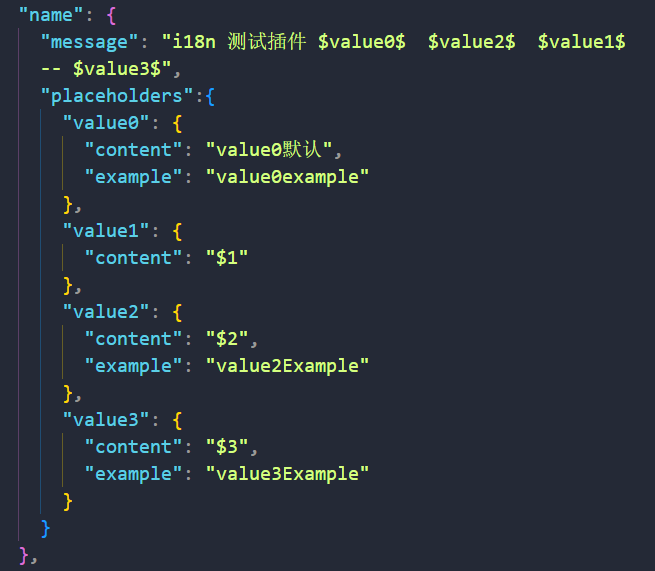 "name": {
"message": "i18n 测试插件 $value0$  $value2$  $value1$
-- $value3$",
"placeholders":{
"value0": {
"content": "value0默认",
"example": "value0example"
},
"value1": {
"content": "$1"
},
"value2": {
"content": "$2",
"example": "value2Example"
},
"value3": {
"content": "$3",
"example": "value3Example"
}
}
},